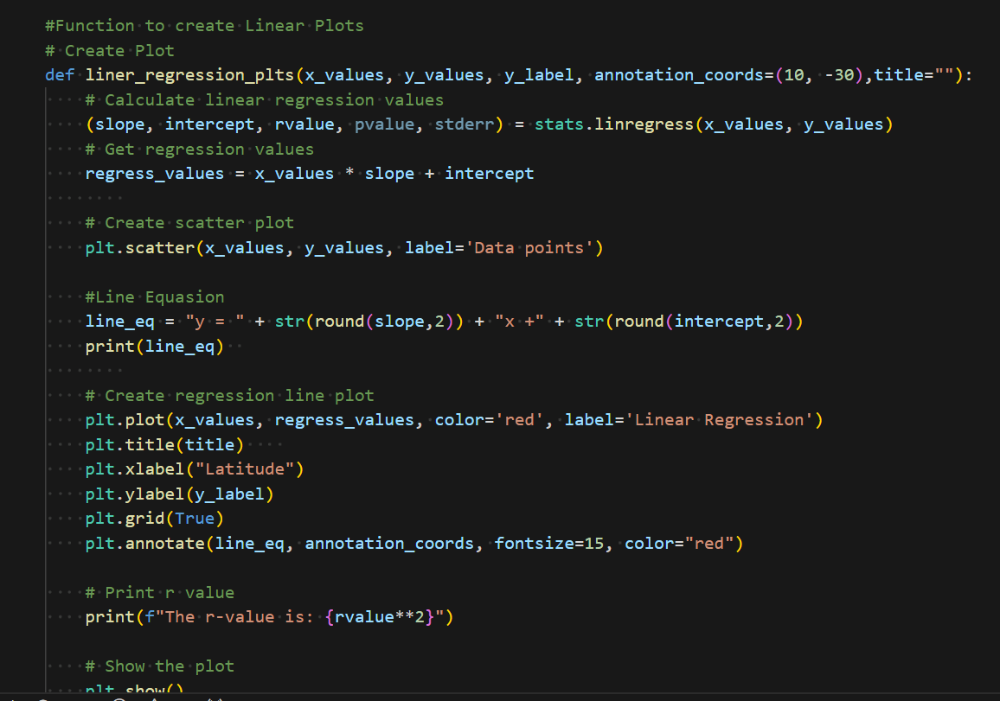 #Function to create Linear Plots
# Create Plot
def liner_regression_plts(x_values, y_values, y_label, annotation_coords=(10, -30),title=""):
    # Calculate linear regression values
    (slope, intercept, rvalue, pvalue, stderr) = stats.linregress(x_values, y_values)
    # Get regression values
    regress_values = x_values * slope + intercept

    # Create scatter plot
    plt.scatter(x_values, y_values, label='Data points')

    #Line Equasion
    line_eq = "y = " + str(round(slope,2)) + "x +" + str(round(intercept,2))
    print(line_eq)

    # Create regression line plot
    plt.plot(x_values, regress_values, color='red', label='Linear Regression')
    plt.title(title)
    plt.xlabel("Latitude")
    plt.ylabel(y_label)
    plt.grid(True)
    plt.annotate(line_eq, annotation_coords, fontsize=15, color="red")

    # Print r value
    print(f"The r-value is: {rvalue**2}")

    # Show the plot
    plt.show()